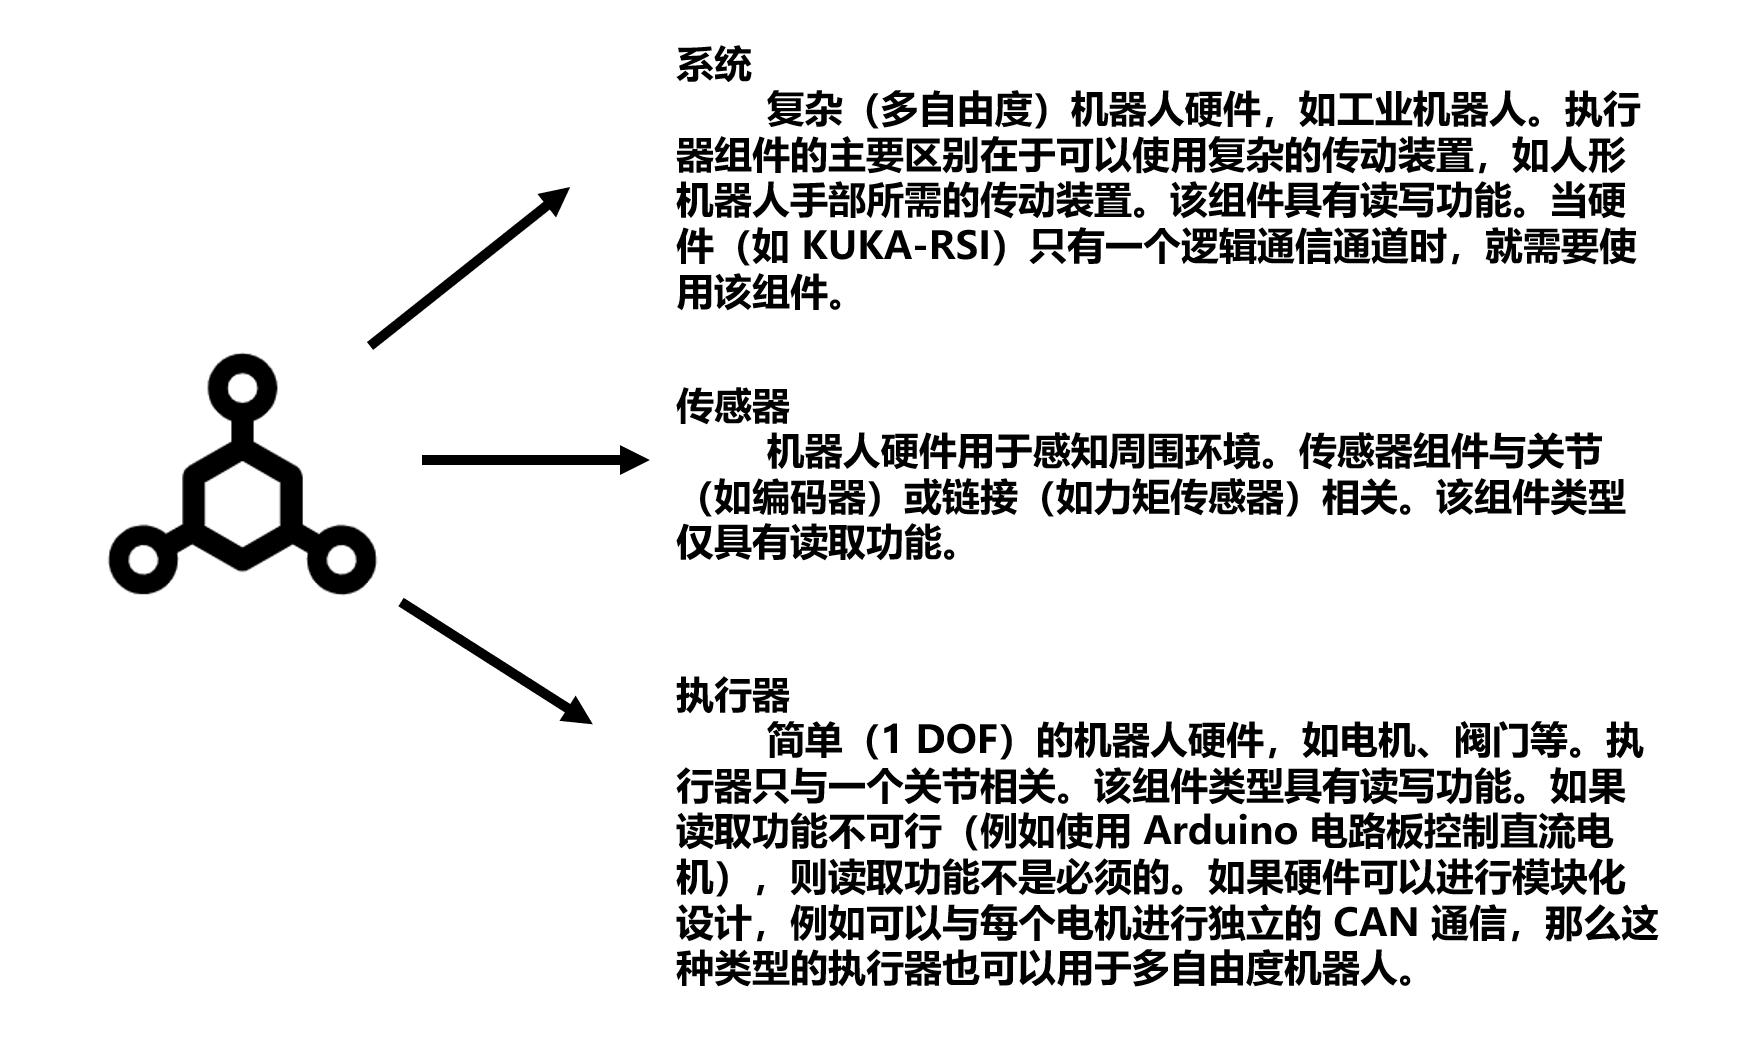 系统
复杂（多自由度）机器人硬件，如工业机器人。执行
器组件的主要区别在于可以使用复杂的传动装置，如人形
机器人手部所需的传动装置。该组件具有读写功能。当硬
件（如 KUKA-RSI）只有一个逻辑通信通道时，就需要使
用该组件。
传感器
机器人硬件用于感知周围环境。传感器组件与关节
（如编码器）或链接（如力矩传感器）相关。该组件类型
仅具有读取功能。
执行器
简单（1 DOF）的机器人硬件，如电机、阀门等。执
行器只与一个关节相关。该组件类型具有读写功能。如果
读取功能不可行（例如使用 Arduino 电路板控制直流电
机），则读取功能不是必须的。如果硬件可以进行模块化
设计，例如可以与每个电机进行独立的 CAN 通信，那么这
种类型的执行器也可以用于多自由度机器人。